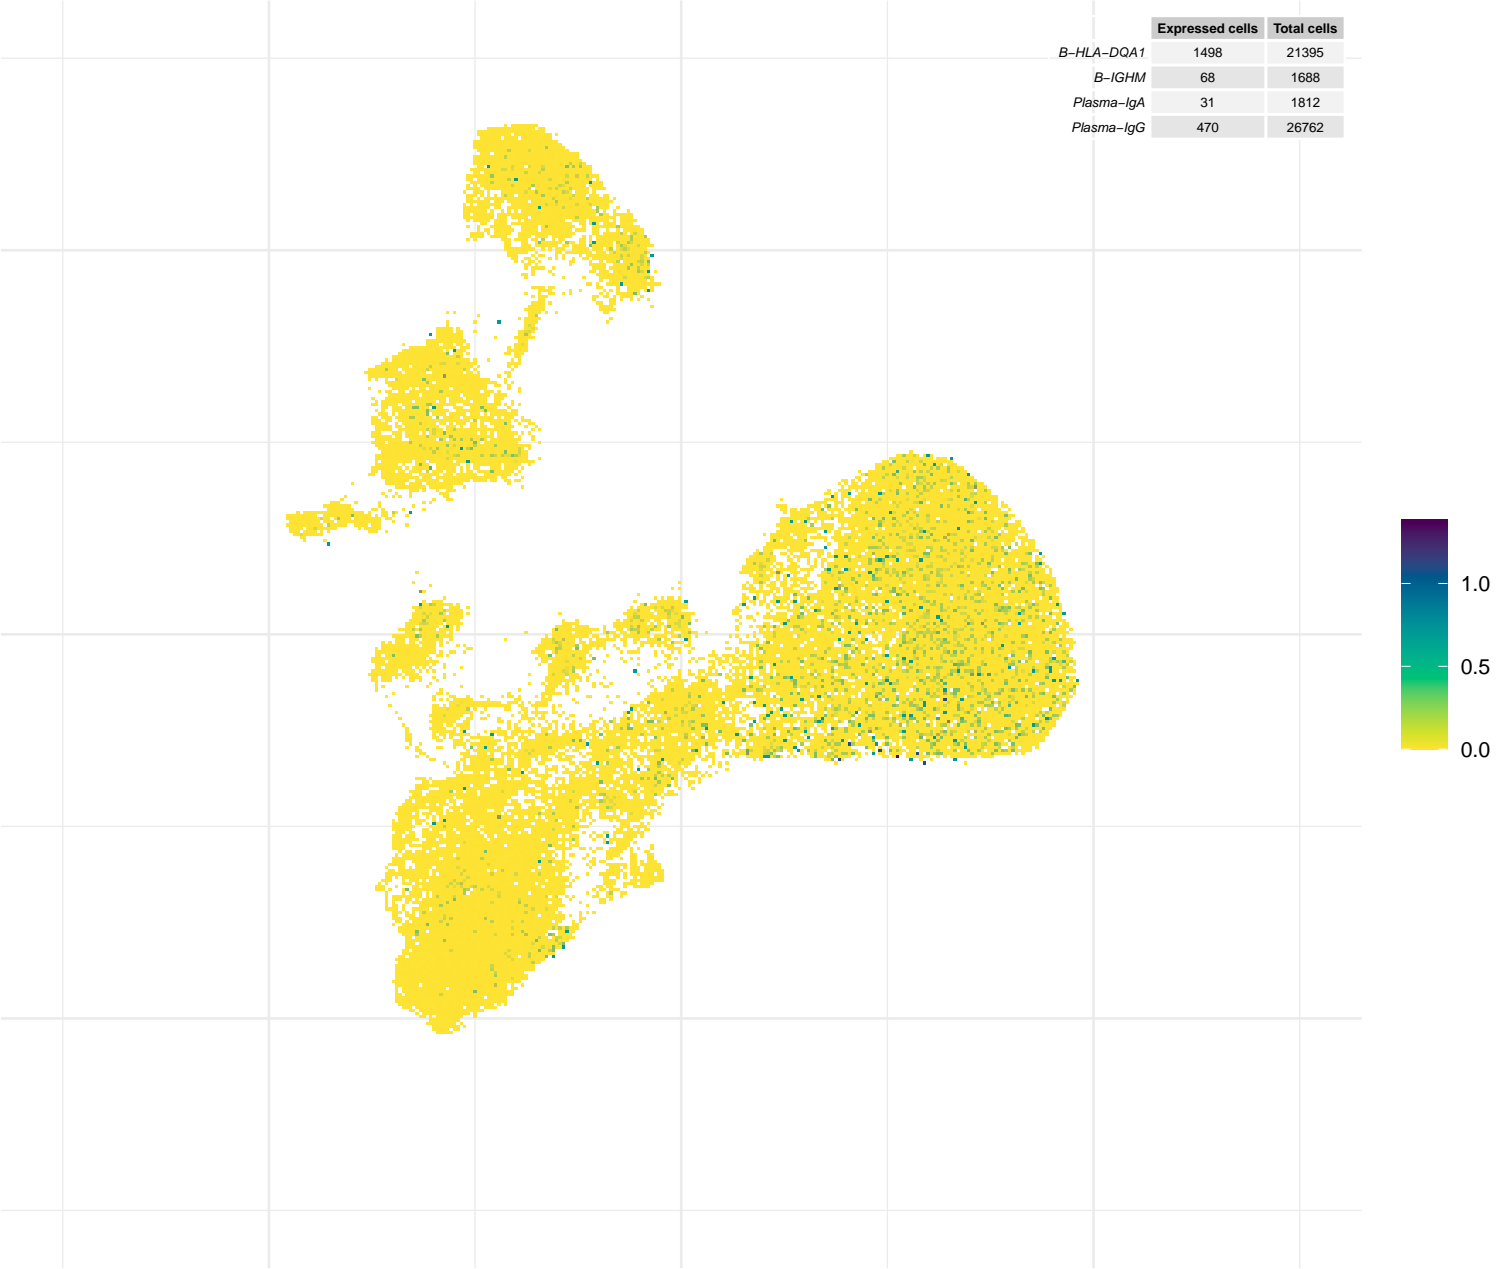 Expressed cells Total cells
B−HLA−DQA1 1498 21395
B−IGHM 68 1688
Plasma−IgA 31 1812
Plasma−IgG 470 26762
1.0
0.5
0.0